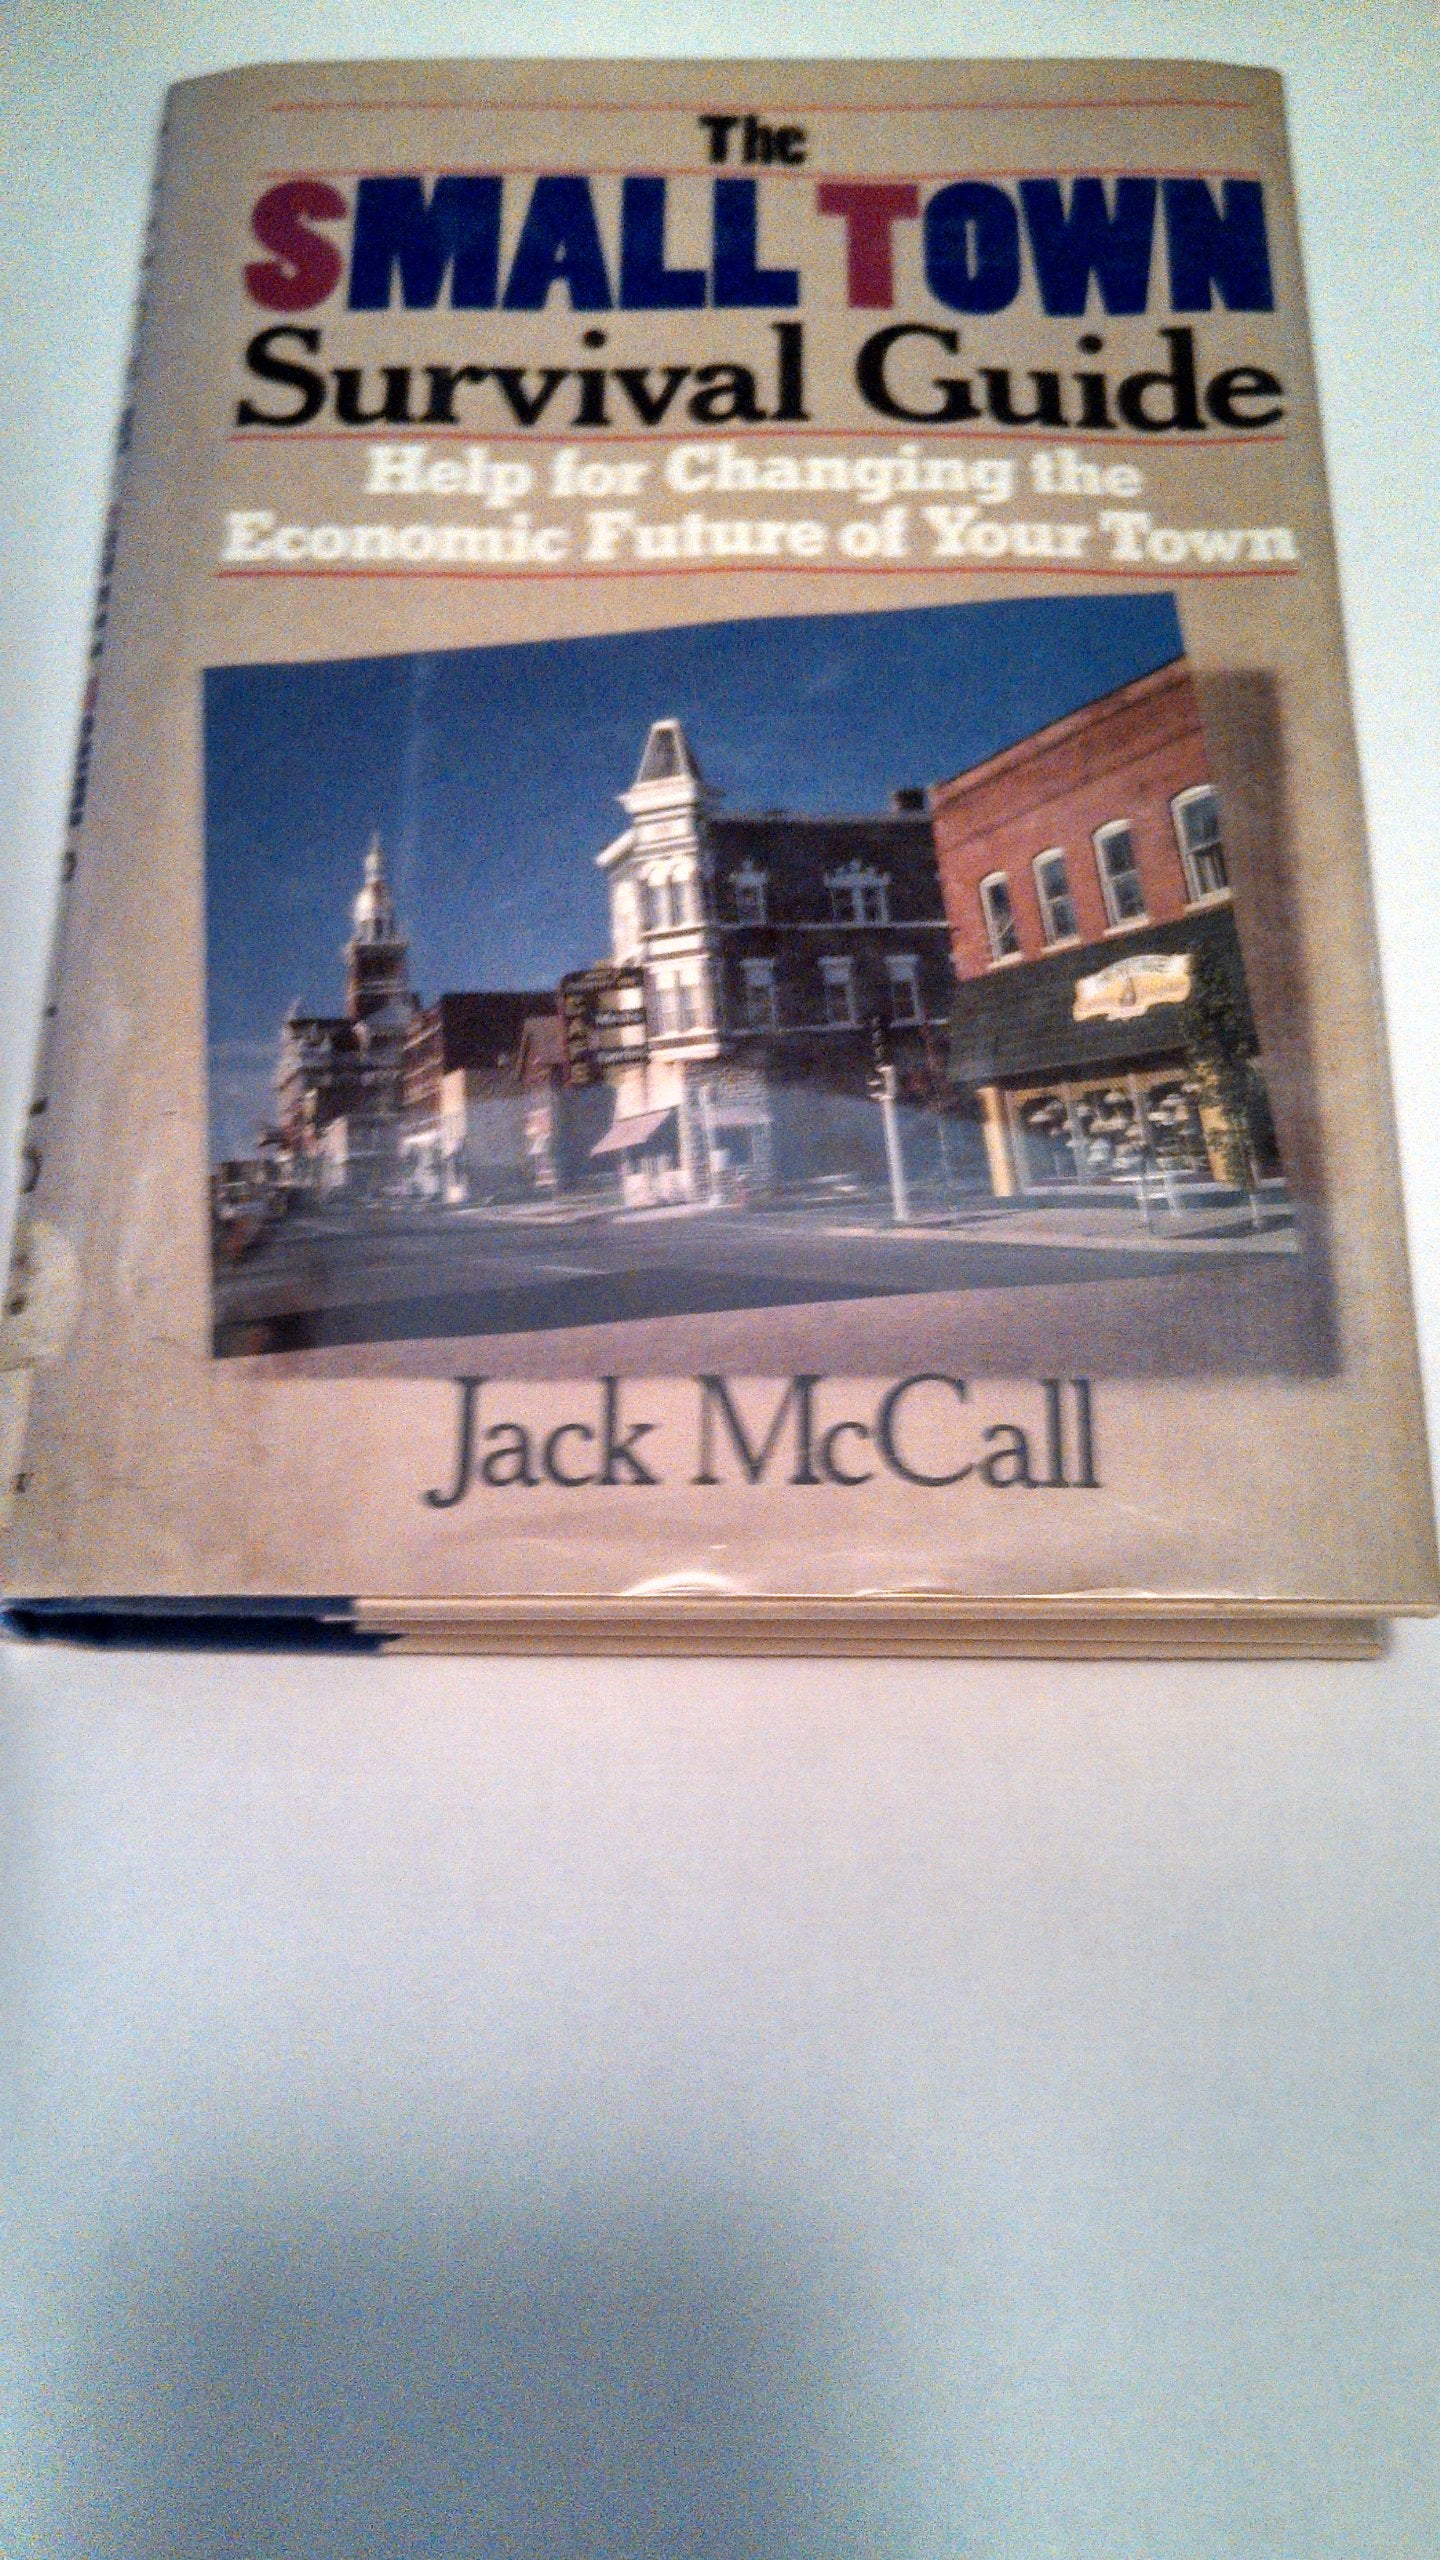 The
SMALL TOWN
Survival Guide
Help for Changing the
Economic Future of Your Town
Jack McCall